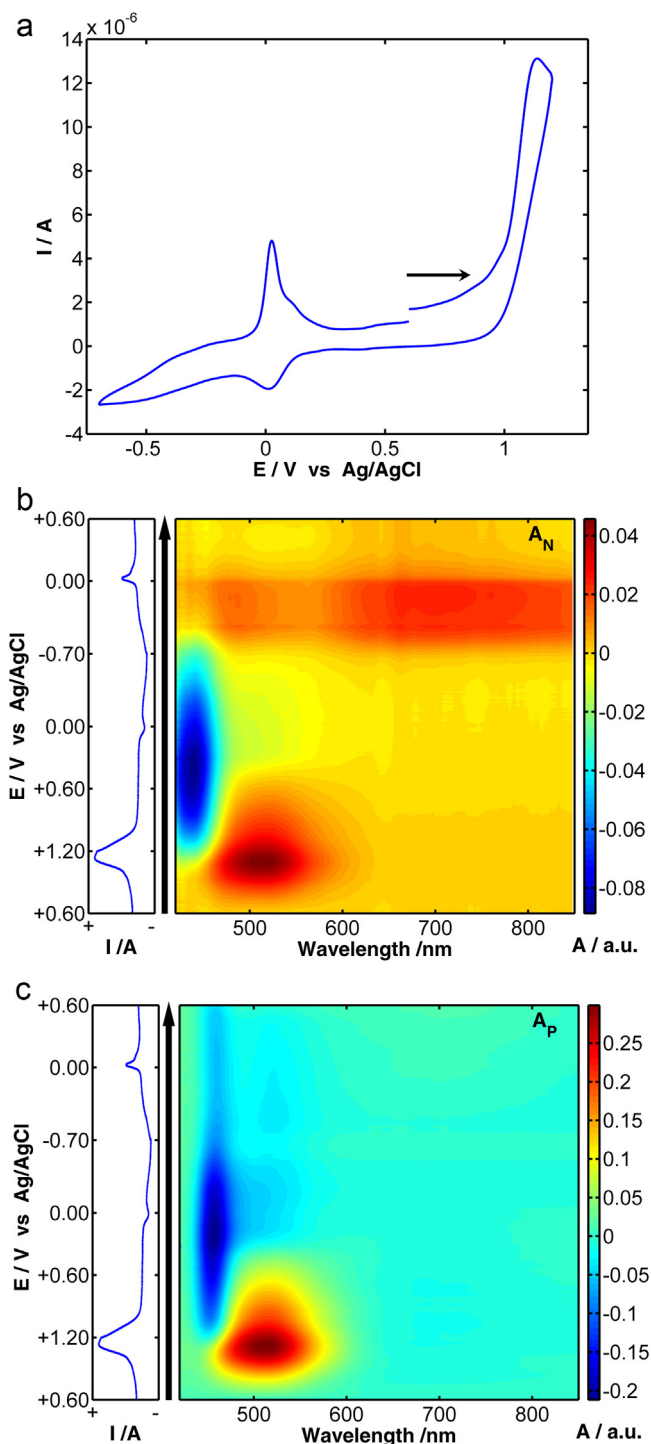 a
x 10⁻⁶
14
12
10
8
6
4
2
0
-2
-4
I / A
-0.5 0 0.5 1
E / V vs Ag/AgCl
b
+0.60
0.00
-0.70
0.00
+0.60
+1.20
+0.60
E / V vs Ag/AgCl
+ -
I /A
A_N
500 600 700 800
Wavelength /nm
0.04
0.02
0
-0.02
-0.04
-0.06
-0.08
A / a.u.
c
+0.60
0.00
-0.70
0.00
+0.60
+1.20
+0.60
E / V vs Ag/AgCl
+ -
I /A
A_P
500 600 700 800
Wavelength /nm
0.25
0.2
0.15
0.1
0.05
0
-0.05
-0.1
-0.15
-0.2
A / a.u.